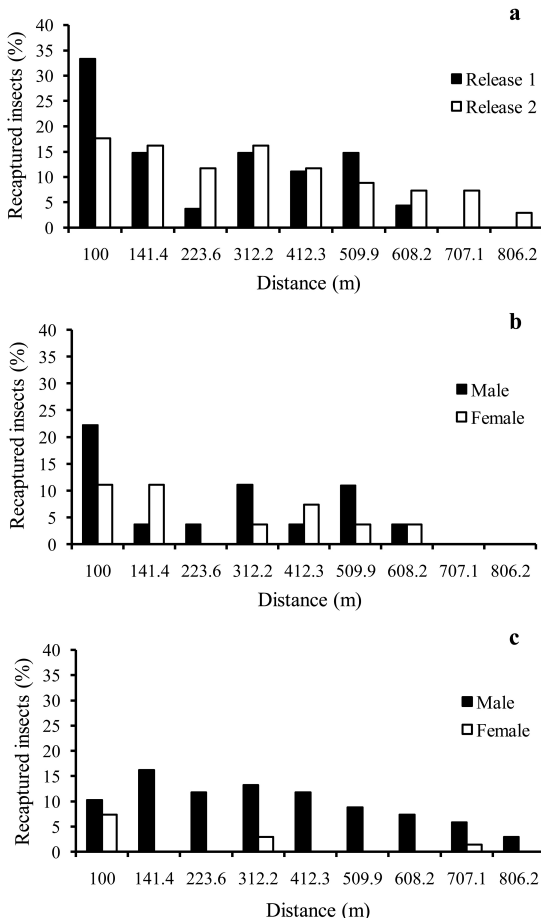 a
Recaptured insects (%)
40
35
30
25
20
15
10
5
0
Release 1
Release 2
100 141.4 223.6 312.2 412.3 509.9 608.2 707.1 806.2
Distance (m)
b
Recaptured insects (%)
40
35
30
25
20
15
10
5
0
Male
Female
100 141.4 223.6 312.2 412.3 509.9 608.2 707.1 806.2
Distance (m)
c
Recaptured insects (%)
40
35
30
25
20
15
10
5
0
Male
Female
100 141.4 223.6 312.2 412.3 509.9 608.2 707.1 806.2
Distance (m)